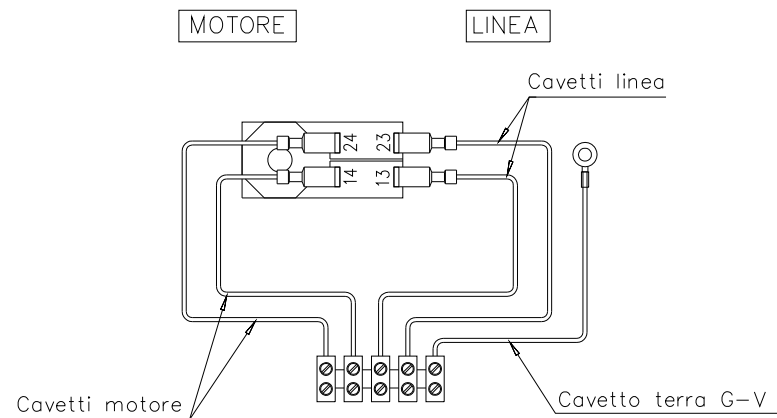 MOTORE
LINEA
Cavetti linea
24
23
14
13
Cavetti motore
Cavetto terra G-V